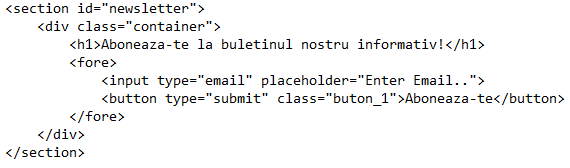 <section id="newsletter">
    <div class="container">
        <h1>Aboneaza-te la buletinul nostru informativ!</h1>
        <fore>
            <input type="email" placeholder="Enter Email..">
            <button type="submit" class="buton_1">Aboneaza-te</button>
        </fore>
    </div>
</section>